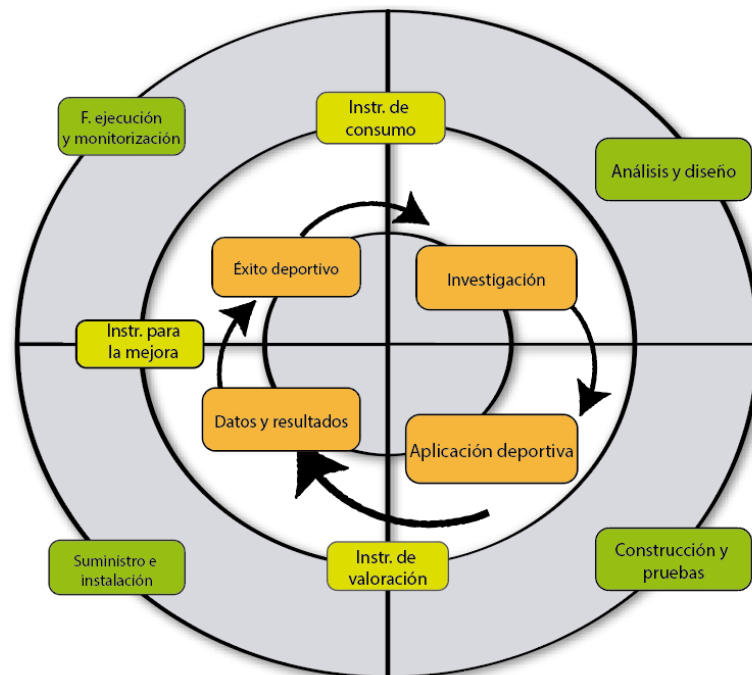 F. ejecución
y monitorización
Instr. de
consumo
Análisis y diseño
Éxito deportivo
Investigación
Instr. para
la mejora
Datos y resultados
Aplicación deportiva
Suministro e
instalación
Instr. de
valoración
Construcción y
pruebas